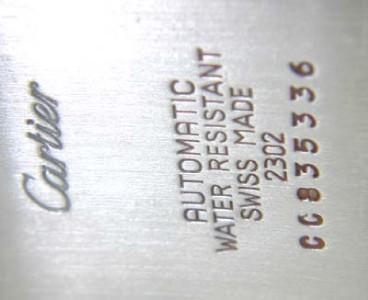 Cartier
AUTOMATIC
WATER RESISTANT
SWISS MADE
2302
CC835336